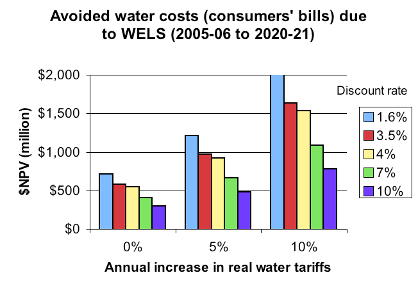 Avoided water costs (consumers' bills) due
to WELS (2005-06 to 2020-21)
$2,000
$1,500
$1,000
$500
$0
$NPV (million)
0%
5%
10%
Annual increase in real water tariffs
Discount rate
1.6%
3.5%
4%
7%
10%